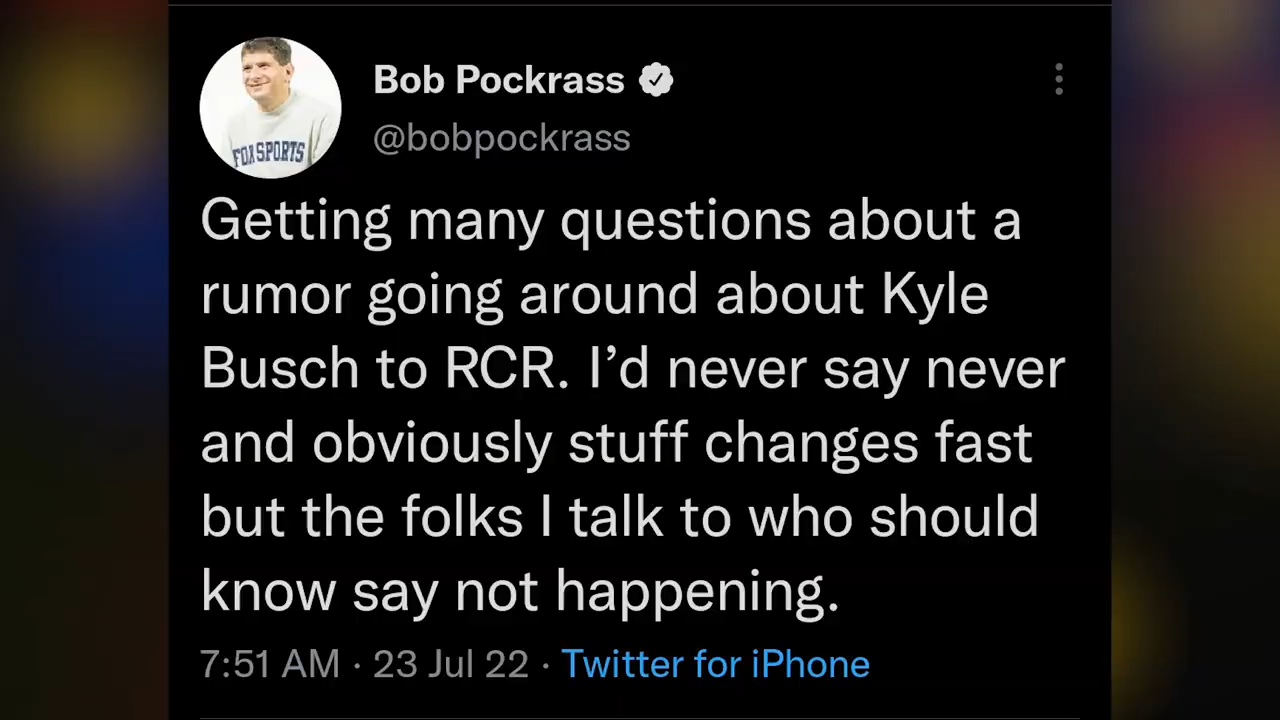 Bob Pockrass
@bobpockrass
FOX SPORTS
Getting many questions about a
rumor going around about Kyle
Busch to RCR. I’d never say never
and obviously stuff changes fast
but the folks I talk to who should
know say not happening.
7:51 AM · 23 Jul 22 · Twitter for iPhone